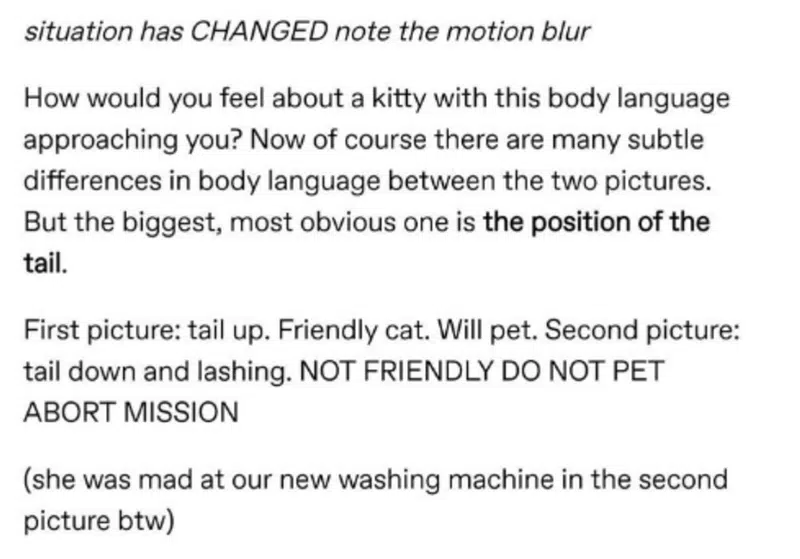 situation has CHANGED note the motion blur
How would you feel about a kitty with this body language
approaching you? Now of course there are many subtle
differences in body language between the two pictures.
But the biggest, most obvious one is the position of the
tail.
First picture: tail up. Friendly cat. Will pet. Second picture:
tail down and lashing. NOT FRIENDLY DO NOT PET
ABORT MISSION
(she was mad at our new washing machine in the second
picture btw)